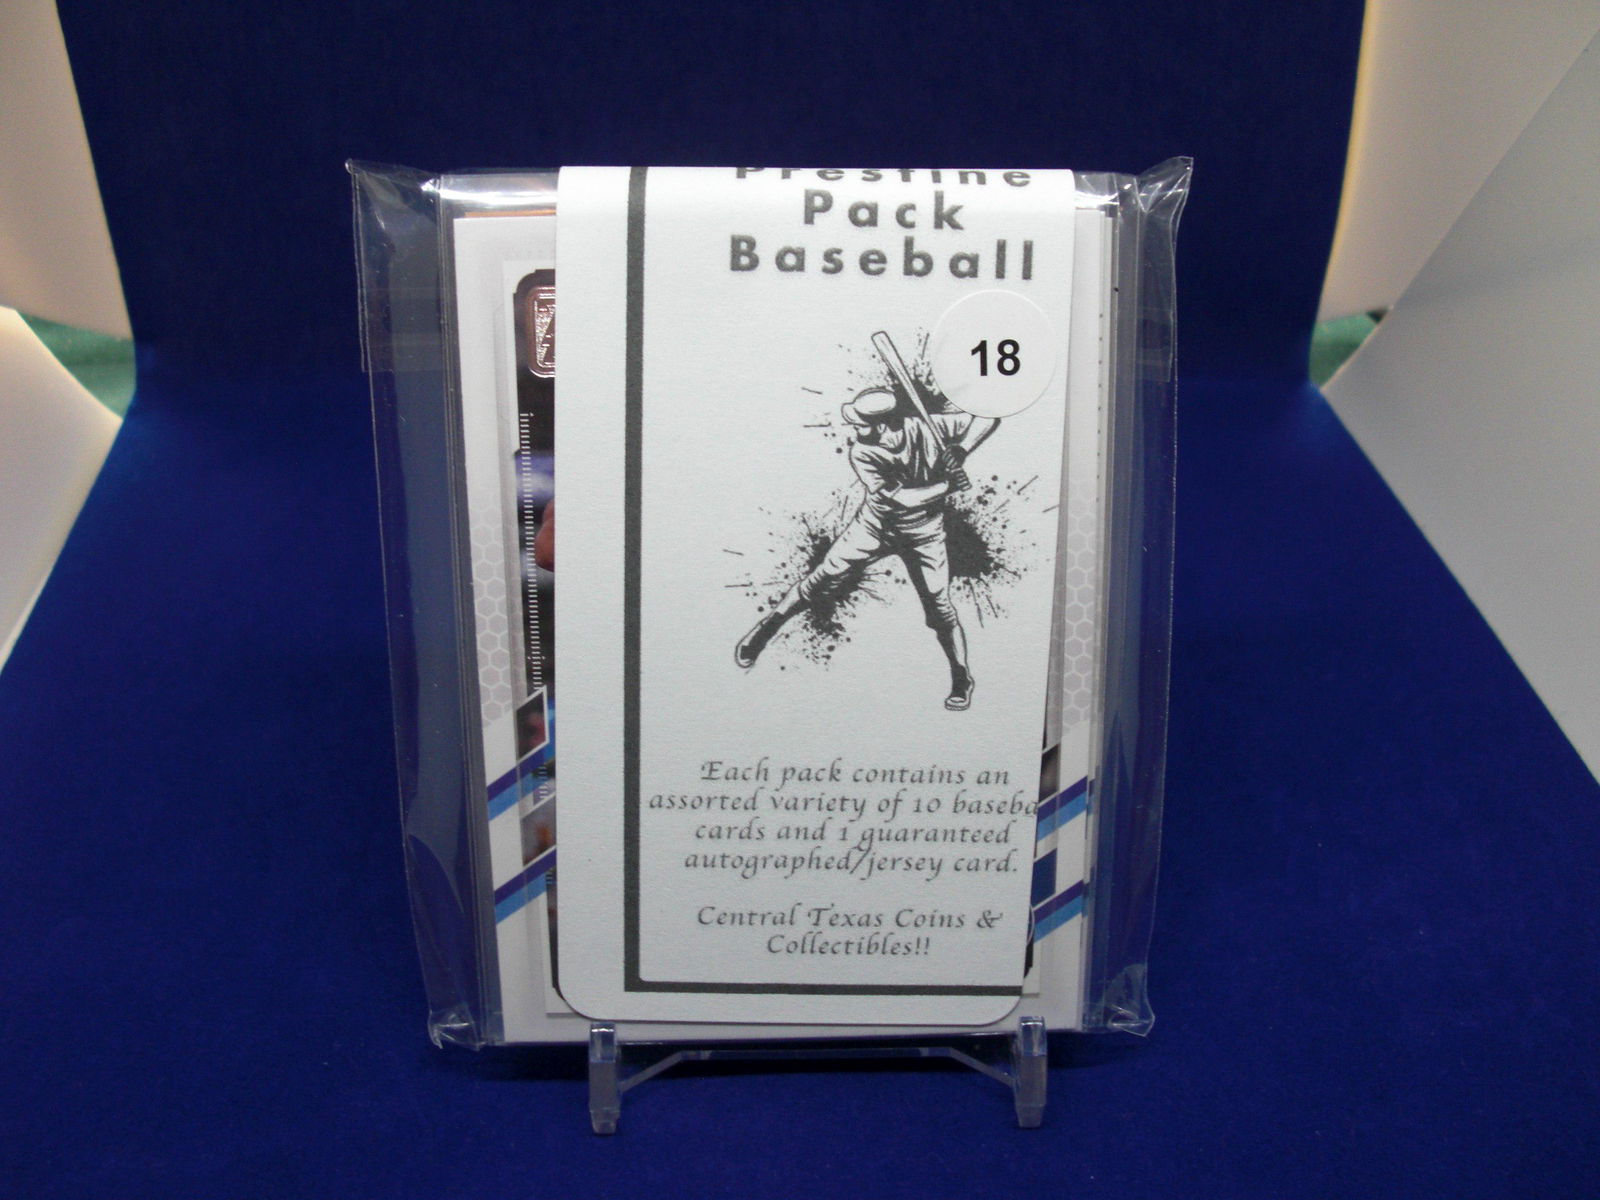 Prestine
Pack
Baseball
18
Each pack contains an
assorted variety of 10 baseba
cards and 1 guaranteed
autographed/jersey card.
Central Texas Coins &
Collectibles!!